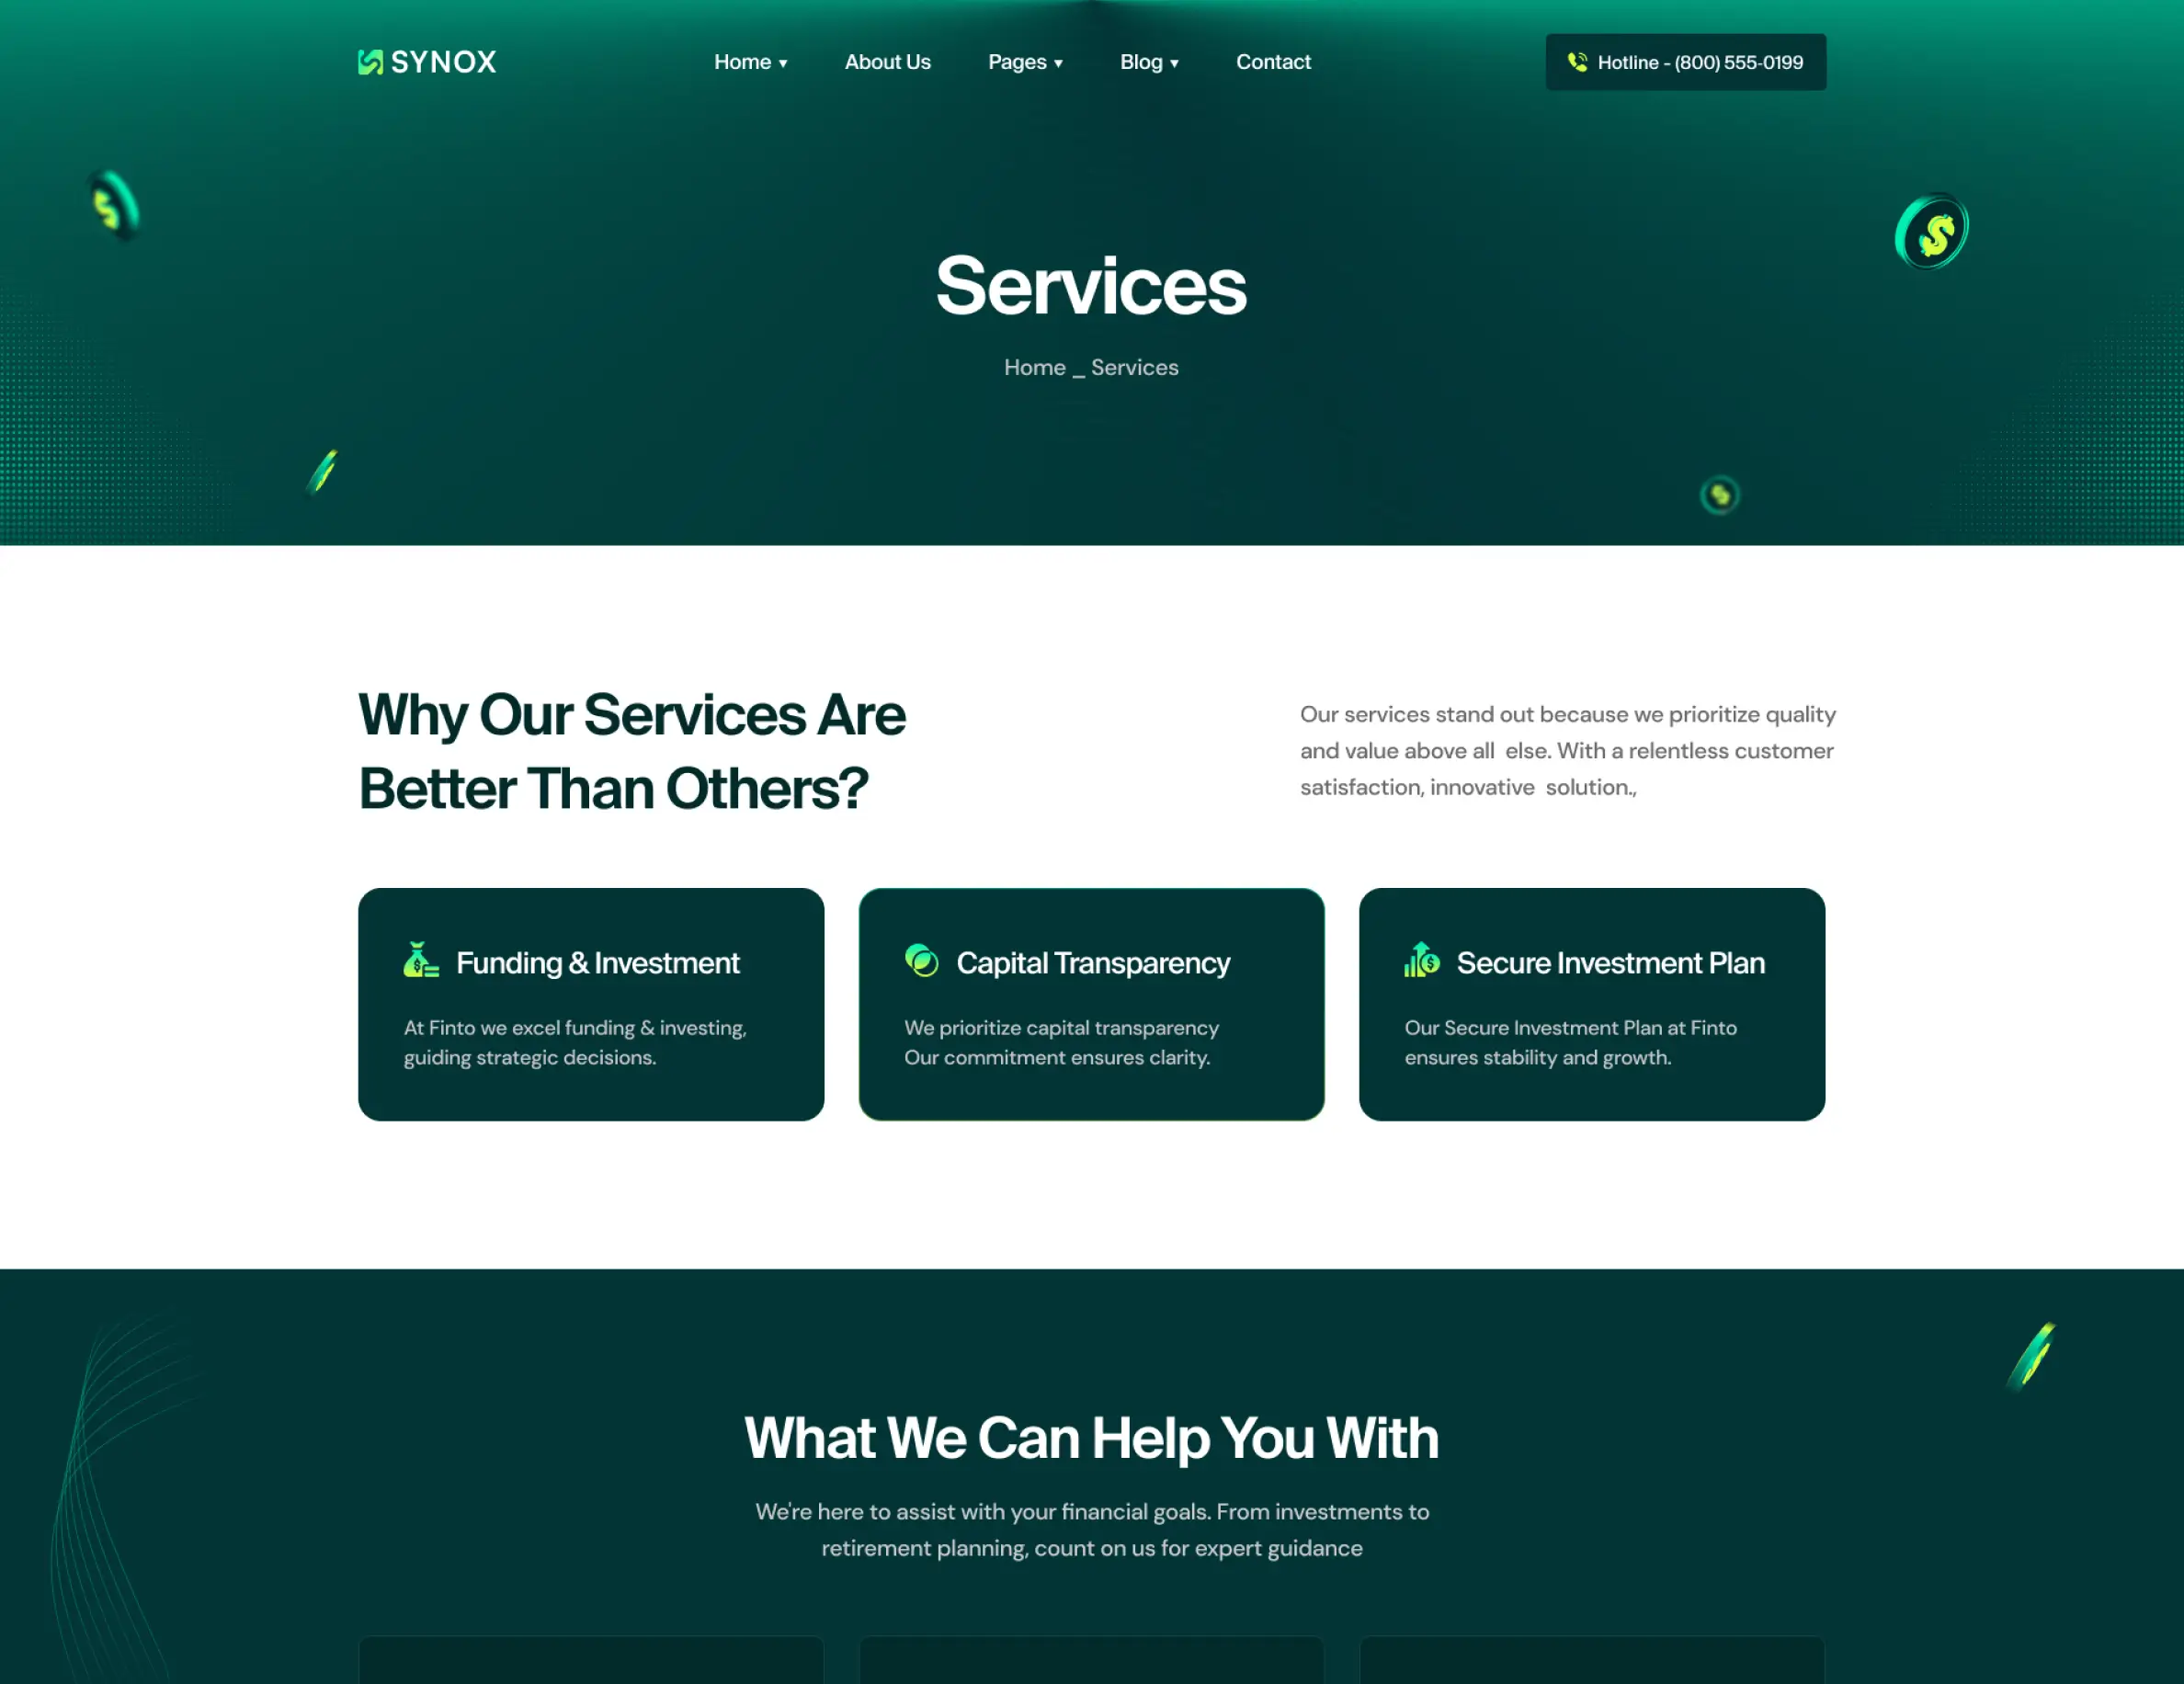 SYNOX
Home ▾
About Us
Pages ▾
Blog ▾
Contact
Hotline - (800) 555-0199
Services
Home _ Services
Why Our Services Are
Better Than Others?
Our services stand out because we prioritize quality
and value above all  else. With a relentless customer
satisfaction, innovative  solution.,
Funding & Investment
At Finto we excel funding & investing,
guiding strategic decisions.
Capital Transparency
We prioritize capital transparency
Our commitment ensures clarity.
Secure Investment Plan
Our Secure Investment Plan at Finto
ensures stability and growth.
What We Can Help You With
We're here to assist with your financial goals. From investments to
retirement planning, count on us for expert guidance